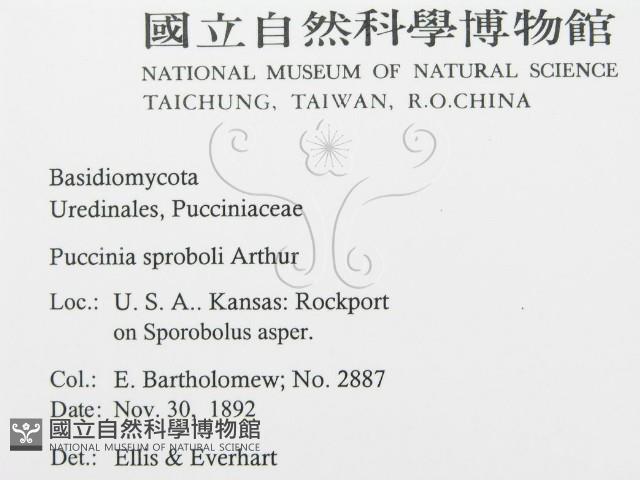 國立自然科學博物館
NATIONAL MUSEUM OF NATURAL SCIENCE
TAICHUNG, TAIWAN, R.O.CHINA
Basidiomycota
Uredinales, Pucciniaceae
Puccinia sproboli Arthur
Loc.: U. S. A.. Kansas: Rockport
on Sporobolus asper.
Col.: E. Bartholomew; No. 2887
Date: Nov. 30, 1892
國立自然科學博物館
NATIONAL MUSEUM OF NATURAL SCIENCE
Det.: Ellis & Everhart